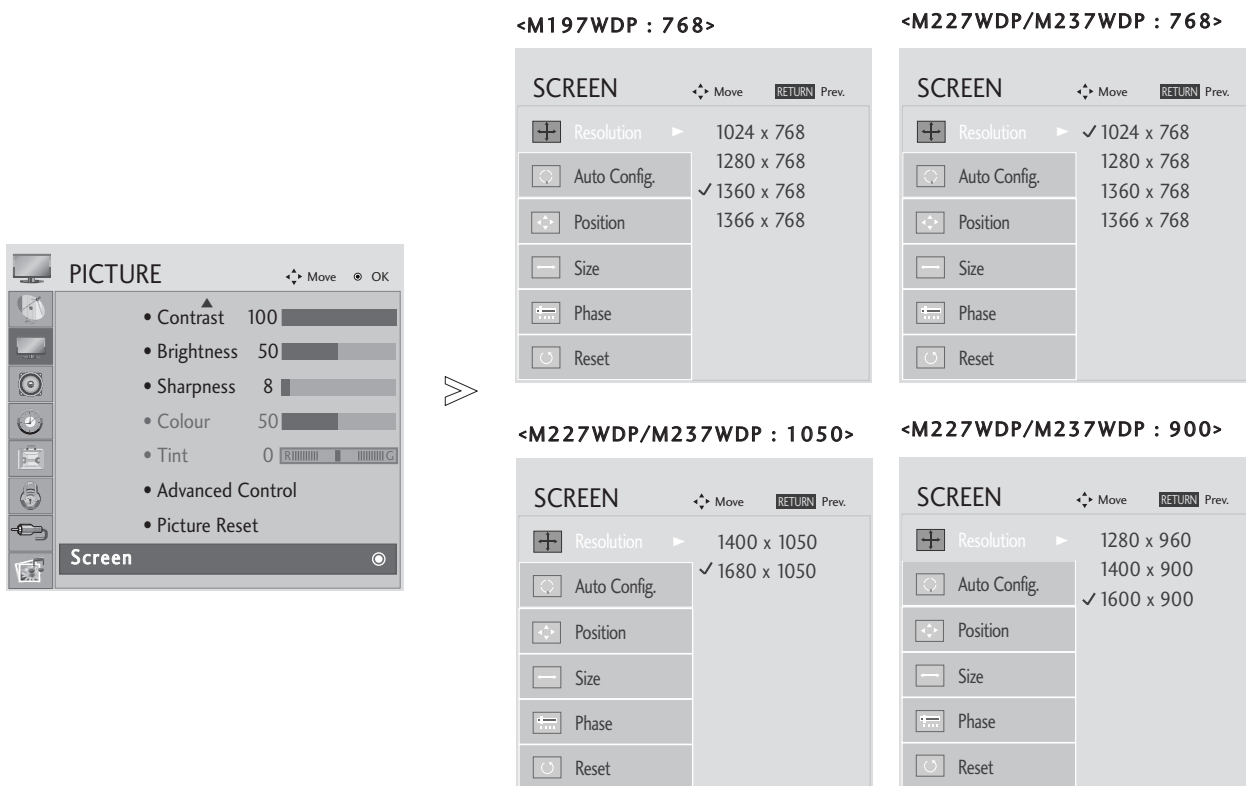 <M197WDP : 768>
SCREEN Move RETURN Prev.
Resolution
Auto Config.
Position
Size
Phase
Reset
1024 x 768
1280 x 768
✓ 1360 x 768
1366 x 768
<M227WDP/M237WDP : 768>
SCREEN Move RETURN Prev.
Resolution
Auto Config.
Position
Size
Phase
Reset
✓ 1024 x 768
1280 x 768
1360 x 768
1366 x 768
PICTURE Move OK
• Contrast 100
• Brightness 50
• Sharpness 8
• Colour 50
• Tint 0 R G
• Advanced Control
• Picture Reset
Screen
<M227WDP/M237WDP : 1050>
SCREEN Move RETURN Prev.
Resolution
Auto Config.
Position
Size
Phase
Reset
1400 x 1050
✓ 1680 x 1050
<M227WDP/M237WDP : 900>
SCREEN Move RETURN Prev.
Resolution
Auto Config.
Position
Size
Phase
Reset
1280 x 960
1400 x 900
✓ 1600 x 900